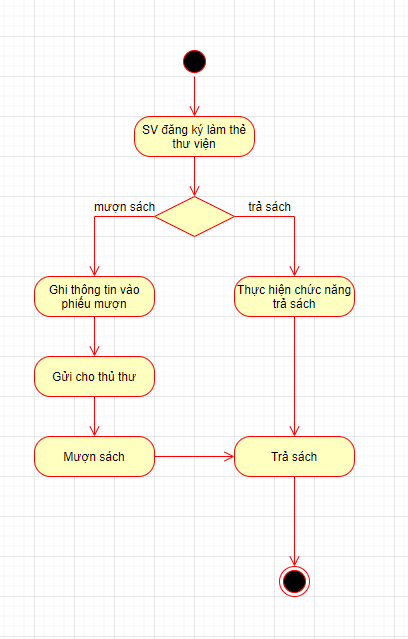 SV đăng ký làm thẻ
thư viện
mượn sách
trả sách
Ghi thông tin vào
phiếu mượn
Thực hiện chức năng
trả sách
Gửi cho thủ thư
Mượn sách
Trả sách